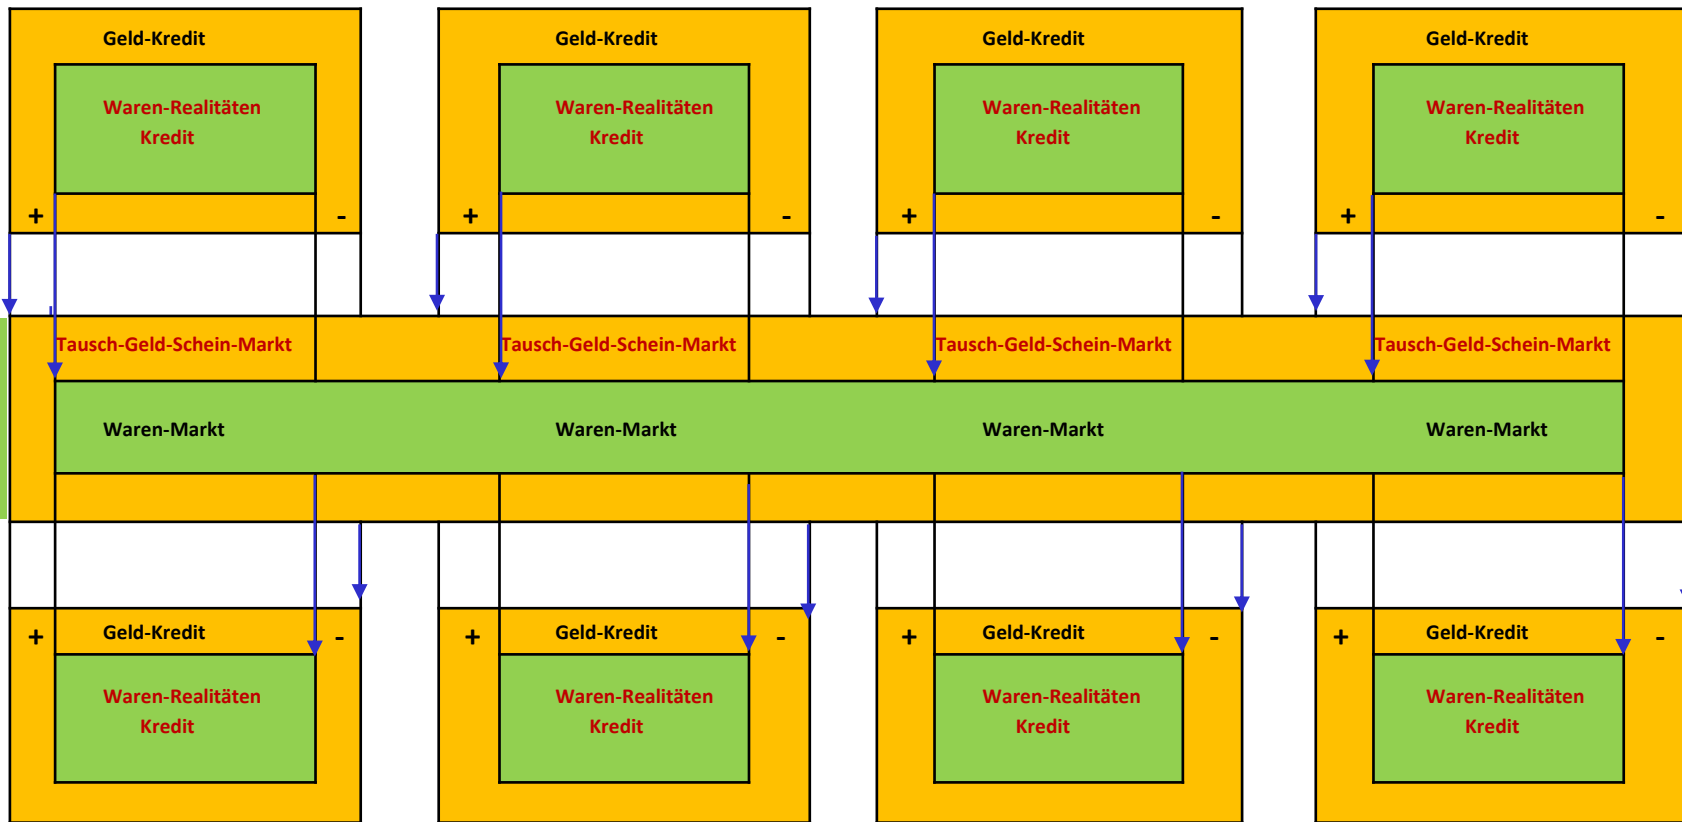 Geld-Kredit Geld-Kredit Geld-Kredit Geld-Kredit
Waren-Realitäten Waren-Realitäten Waren-Realitäten Waren-Realitäten
Kredit Kredit Kredit Kredit
+ - + - + - + -
Tausch-Geld-Schein-Markt Tausch-Geld-Schein-Markt Tausch-Geld-Schein-Markt Tausch-Geld-Schein-Markt
Waren-Markt Waren-Markt Waren-Markt Waren-Markt
+ Geld-Kredit - + Geld-Kredit - + Geld-Kredit - + Geld-Kredit -
Waren-Realitäten Waren-Realitäten Waren-Realitäten Waren-Realitäten
Kredit Kredit Kredit Kredit